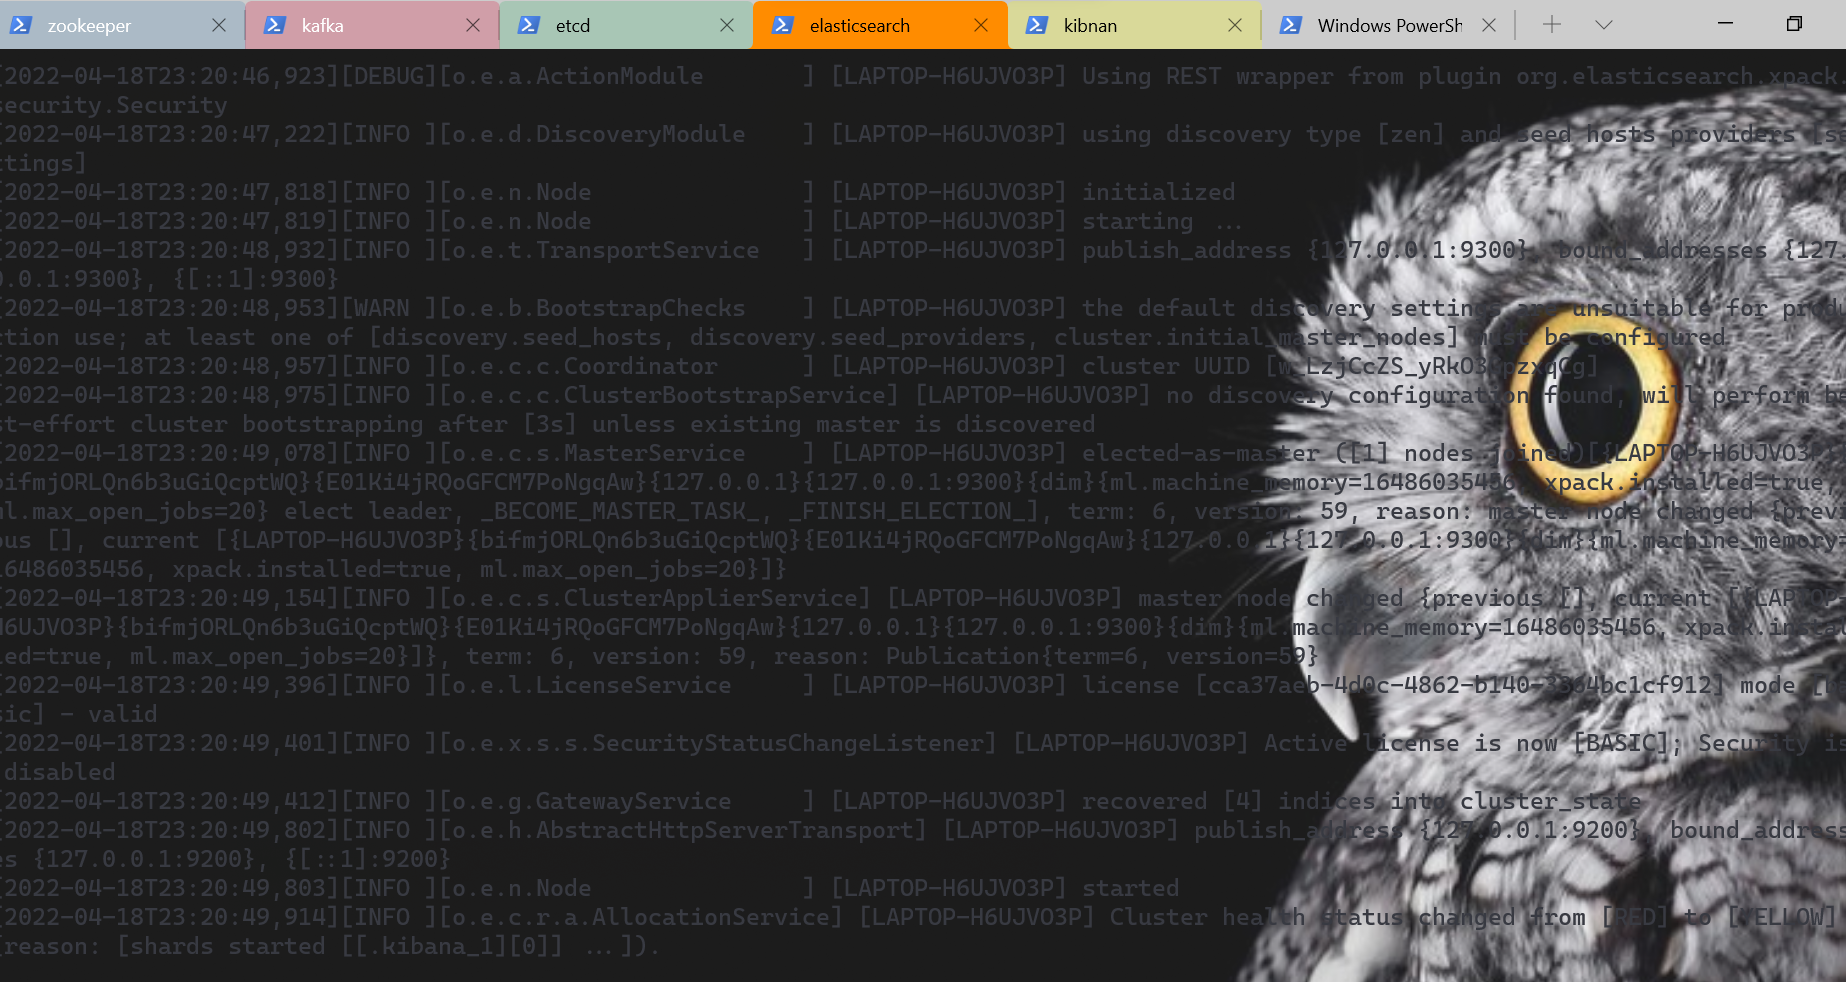 zookeeper
kafka
etcd
elasticsearch
kibnan
Windows PowerSh
[2022-04-18T23:20:46,923][DEBUG][o.e.a.ActionModule       ] [LAPTOP-H6UJVO3P] Using REST wrapper from plugin org.elasticsearch.xpack.
security.Security
[2022-04-18T23:20:47,222][INFO ][o.e.d.DiscoveryModule    ] [LAPTOP-H6UJVO3P] using discovery type [zen] and seed hosts providers [se
ttings]
[2022-04-18T23:20:47,818][INFO ][o.e.n.Node               ] [LAPTOP-H6UJVO3P] initialized
[2022-04-18T23:20:47,819][INFO ][o.e.n.Node               ] [LAPTOP-H6UJVO3P] starting ...
[2022-04-18T23:20:48,932][INFO ][o.e.t.TransportService   ] [LAPTOP-H6UJVO3P] publish_address {127.0.0.1:9300}, bound_addresses {127.
0.0.1:9300}, {[::1]:9300}
[2022-04-18T23:20:48,953][WARN ][o.e.b.BootstrapChecks    ] [LAPTOP-H6UJVO3P] the default discovery settings are unsuitable for produ
ction use; at least one of [discovery.seed_hosts, discovery.seed_providers, cluster.initial_master_nodes] must be configured
[2022-04-18T23:20:48,957][INFO ][o.e.c.c.Coordinator      ] [LAPTOP-H6UJVO3P] cluster UUID
[2022-04-18T23:20:48,975][INFO ][o.e.c.c.ClusterBootstrapService] [LAPTOP-H6UJVO3P] no discovery configuration found, will perform be
st-effort cluster bootstrapping after [3s] unless existing master is discovered
[2022-04-18T23:20:49,078][INFO ][o.e.c.s.MasterService    ] [LAPTOP-H6UJVO3P] elected-as-master ([1] nodes joined)[{LAPTOP-H6UJVO3P}{
bifmjORLQn6b3uGiQcptWQ}{E01Ki4jRQoGFCM7PoNgqAw}{127.0.0.1}{127.0.0.1:9300}{dim}{ml.machine_memory=16486035456, xpack.installed=true,
ml.max_open_jobs=20} elect leader, _BECOME_MASTER_TASK_, _FINISH_ELECTION_], term: 6, version: 59, reason: master node changed {previ
ous [], current [{LAPTOP-H6UJVO3P}{bifmjORLQn6b3uGiQcptWQ}{E01Ki4jRQoGFCM7PoNgqAw}{127.0.0.1}{127.0.0.1:9300}{dim}{ml.machine_memory=
16486035456, xpack.installed=true, ml.max_open_jobs=20}]}
[2022-04-18T23:20:49,154][INFO ][o.e.c.s.ClusterApplierService] [LAPTOP-H6UJVO3P] master node changed {previous [], current [{LAPTOP-
H6UJVO3P}{bifmjORLQn6b3uGiQcptWQ}{E01Ki4jRQoGFCM7PoNgqAw}{127.0.0.1}{127.0.0.1:9300}{dim}{ml.machine_memory=16486035456, xpack.instal
led=true, ml.max_open_jobs=20}]}, term: 6, version: 59, reason: Publication{term=6, version=59}
[2022-04-18T23:20:49,396][INFO ][o.e.l.LicenseService     ] [LAPTOP-H6UJVO3P] license [cca37aeb-4d0c-4862-b140-3364bc1cf912] mode [ba
sic] - valid
[2022-04-18T23:20:49,401][INFO ][o.e.x.s.s.SecurityStatusChangeListener] [LAPTOP-H6UJVO3P] Active license is now [BASIC]; Security is
disabled
[2022-04-18T23:20:49,412][INFO ][o.e.g.GatewayService     ] [LAPTOP-H6UJVO3P] recovered [4] indices into cluster_state
[2022-04-18T23:20:49,802][INFO ][o.e.h.AbstractHttpServerTransport] [LAPTOP-H6UJVO3P] publish_address {127.0.0.1:9200}, bound_address
es {127.0.0.1:9200}, {[::1]:9200}
[2022-04-18T23:20:49,803][INFO ][o.e.n.Node               ] [LAPTOP-H6UJVO3P] started
[2022-04-18T23:20:49,914][INFO ][o.e.c.r.a.AllocationService] [LAPTOP-H6UJVO3P] Cluster health status changed from [RED] to [YELLOW]
(reason: [shards started [[.kibana_1][0]] ...]).